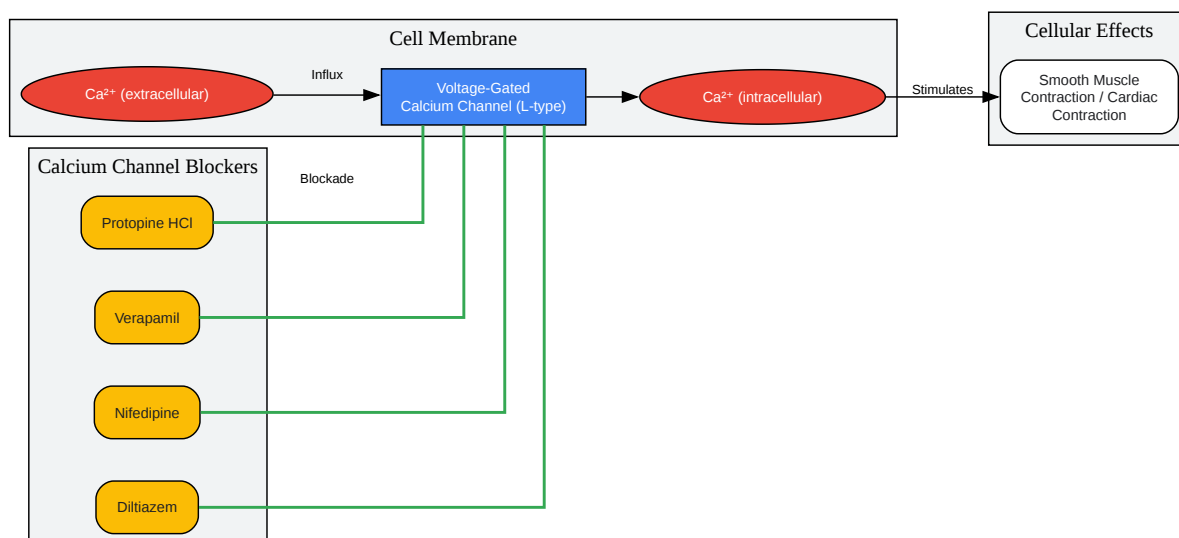 Cell Membrane
Ca²⁺ (extracellular)
Influx
Voltage-Gated
Calcium Channel (L-type)
Ca²⁺ (intracellular)
Stimulates
Cellular Effects
Smooth Muscle
Contraction / Cardiac
Contraction
Calcium Channel Blockers
Blockade
Protopine HCl
Verapamil
Nifedipine
Diltiazem